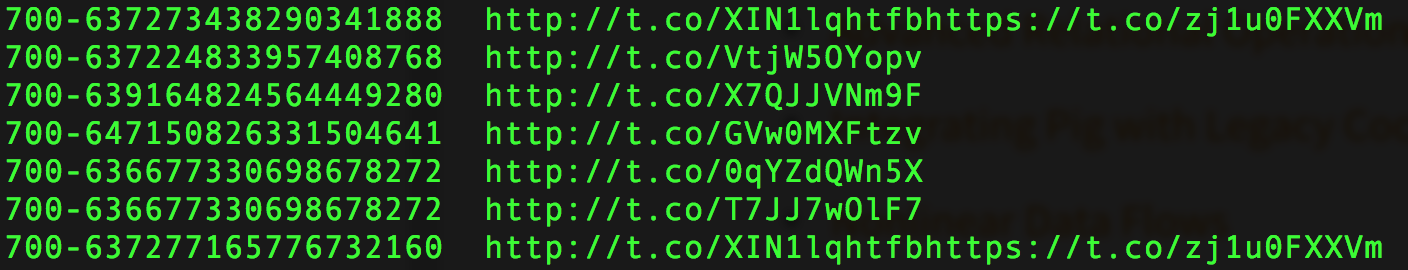 700-637273438290341888 http://t.co/XIN1lqhtfbhttps://t.co/zj1u0FXXVm
700-637224833957408768 http://t.co/VtjW5OYopv
700-639164824564449280 http://t.co/X7QJJVNm9F
700-647150826331504641 http://t.co/GVw0MXFtzv
700-636677330698678272 http://t.co/0qYZdQWn5X
700-636677330698678272 http://t.co/T7JJ7wOlF7
700-637277165776732160 http://t.co/XIN1lqhtfbhttps://t.co/zj1u0FXXVm